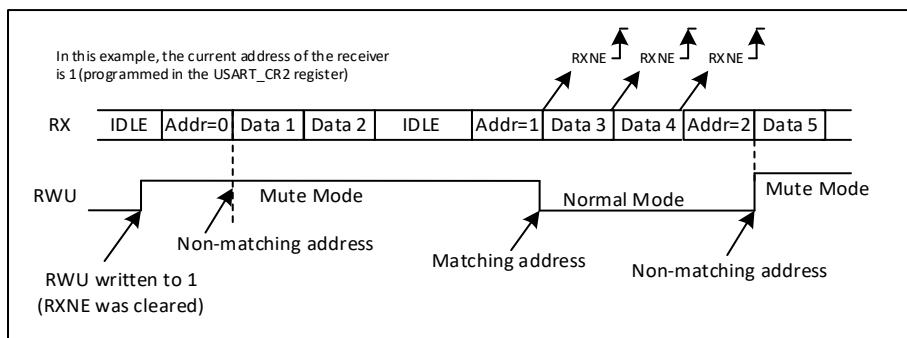 In this example, the current address of the receiver
is 1(programmed in the USART_CR2 register)
RXNE RXNE RXNE
RX IDLE Addr=0 Data 1 Data 2 IDLE Addr=1 Data 3 Data 4 Addr=2 Data 5
RWU Mute Mode Normal Mode Mute Mode
Non-matching address Matching address Non-matching address
RWU written to 1
(RXNE was cleared)